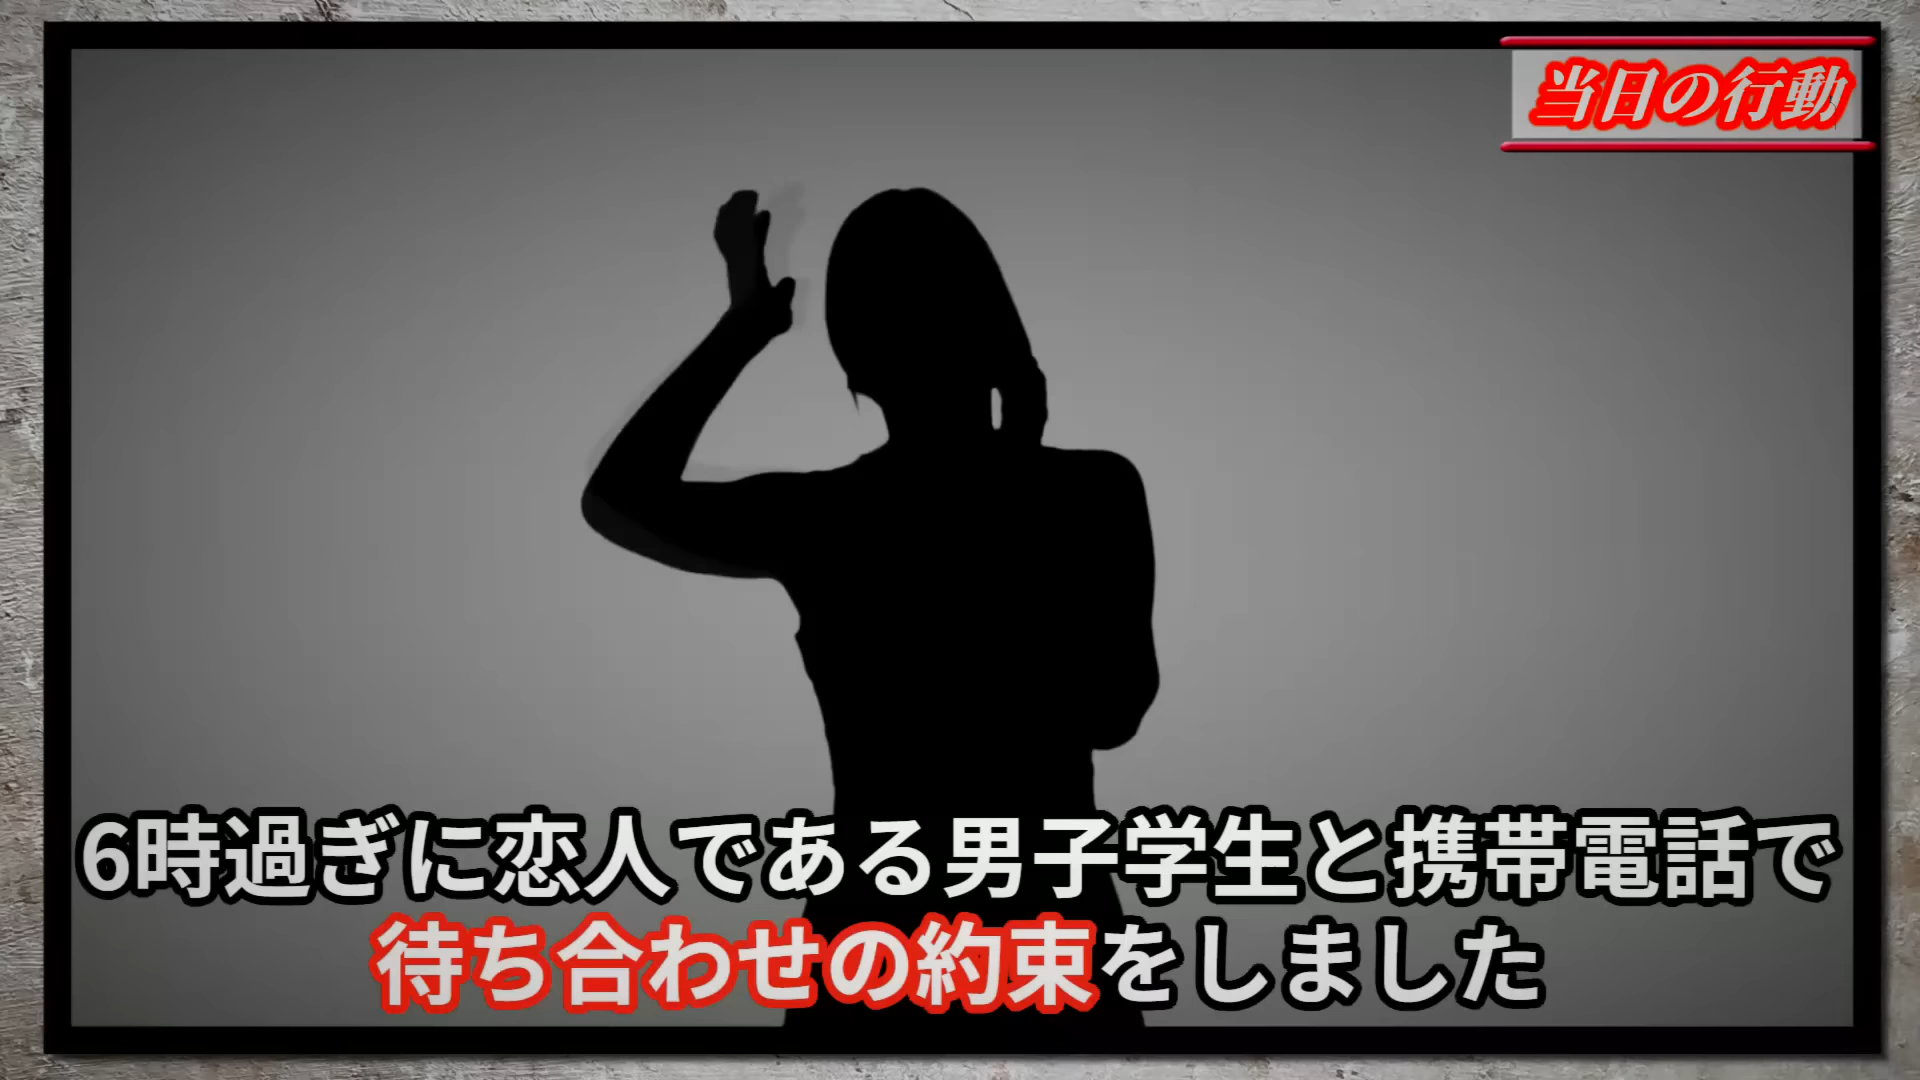 当日の行動
6時過ぎに恋人である男子学生と携帯電話で
待ち合わせの約束をしました